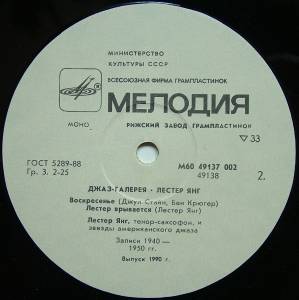 МИНИСТЕРСТВО
КУЛЬТУРЫ СССР
ВСЕСОЮЗНАЯ ФИРМА ГРАМПЛАСТИНОК
МЕЛОДИЯ
МОНО РИЖСКИЙ ЗАВОД ГРАМПЛАСТИНОК
33
ГОСТ 5289-88
Гр. 3. 2-25
М60 49137 002
49138
2.
ДЖАЗ-ГАЛЕРЕЯ · ЛЕСТЕР ЯНГ
Воскресенье (Джул Стайн, Бен Крюгер)
Лестер врывается (Лестер Янг)
Лестер Янг, тенор-саксофон, и
звезды американского джаза
Записи 1940—
1950 гг.
Выпуск 1990 г.